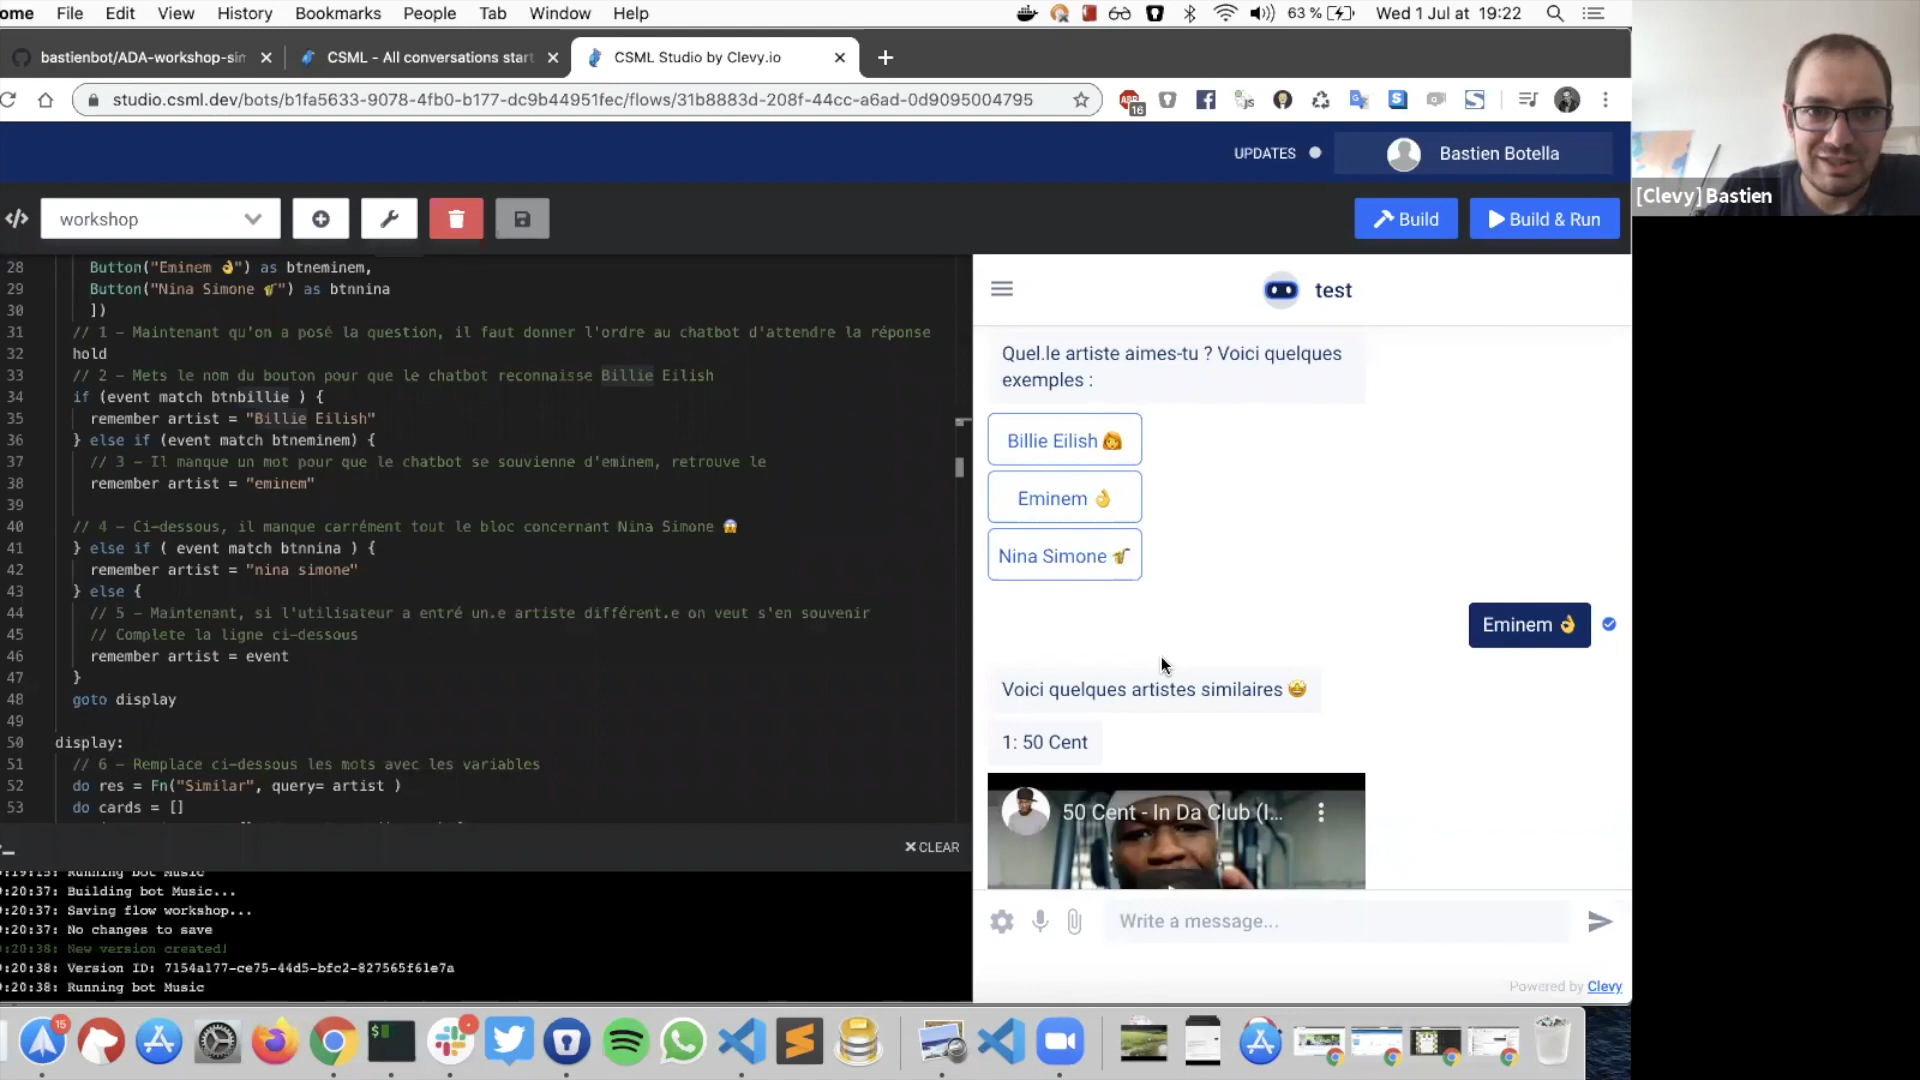 ome File Edit View History Bookmarks People Tab Window Help 63 % Wed 1 Jul at 19:22
bastienbot/ADA-workshop-sim CSML - All conversations start CSML Studio by Clevy.io
studio.csml.dev/bots/b1fa5633-9078-4fb0-b177-dc9b44951fec/flows/31b8883d-208f-44cc-a6ad-0d9095004795
16
UPDATES Bastien Botella
[Clevy] Bastien
workshop Build Build & Run
28 Button("Eminem 👌") as btneminem,
29 Button("Nina Simone 🎷") as btnnina
30 ])
31 // 1 – Maintenant qu'on a posé la question, il faut donner l'ordre au chatbot d'attendre la réponse
32 hold
33 // 2 – Mets le nom du bouton pour que le chatbot reconnaisse Billie Eilish
34 if (event match btnbillie ) {
35 remember artist = "Billie Eilish"
36 } else if (event match btneminem) {
37 // 3 – Il manque un mot pour que le chatbot se souvienne d'eminem, retrouve le
38 remember artist = "eminem"
39
40 // 4 – Ci-dessous, il manque carrément tout le bloc concernant Nina Simone 😱
41 } else if ( event match btnnina ) {
42 remember artist = "nina simone"
43 } else {
44 // 5 – Maintenant, si l'utilisateur a entré un.e artiste différent.e on veut s'en souvenir
45 // Complete la ligne ci-dessous
46 remember artist = event
47 }
48 goto display
49
50 display:
51 // 6 – Remplace ci-dessous les mots avec les variables
52 do res = Fn("Similar", query= artist )
53 do cards = []
CLEAR
:19:15: Running bot Music
:20:37: Building bot Music...
:20:37: Saving flow workshop...
:20:37: No changes to save
:20:38: New version created!
:20:38: Version ID: 7154a177-ce75-44d5-bfc2-827565f61e7a
:20:38: Running bot Music
test
Quel.le artiste aimes-tu ? Voici quelques
exemples :
Billie Eilish 👩
Eminem 👌
Nina Simone 🎷
Eminem 👌
Voici quelques artistes similaires 🤩
1: 50 Cent
50 Cent - In Da Club (I...
Write a message...
Powered by Clevy
15
$